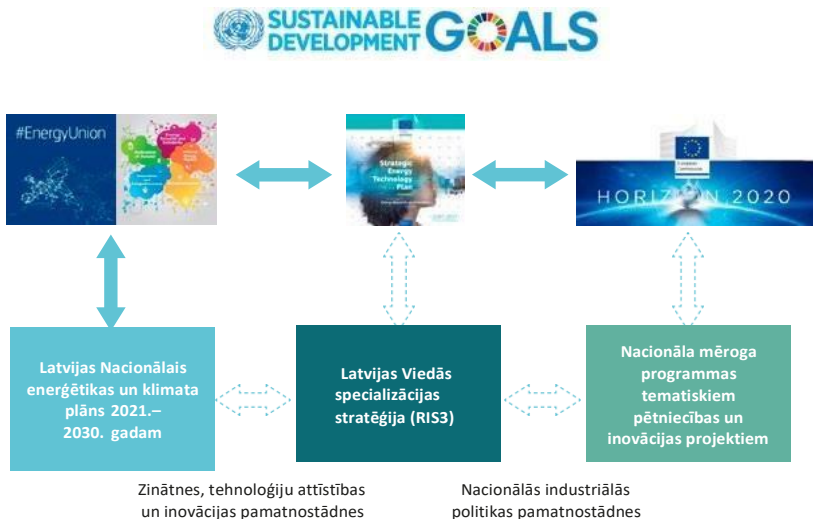 SUSTAINABLE
DEVELOPMENT
GOALS
#EnergyUnion
Strategic
Energy
Technology
Plan
HORIZON 2020
Latvijas Nacionālais
enerģētikas un klimata
plāns 2021.–
2030. gadam
Latvijas Viedās
specializācijas
stratēģija (RIS3)
Nacionāla mēroga
programmas
tematiskiem
pētniecības un
inovācijas projektiem
Zinātnes, tehnoloģiju attīstības
un inovācijas pamatnostādnes
Nacionālās industriālās
politikas pamatnostādnes